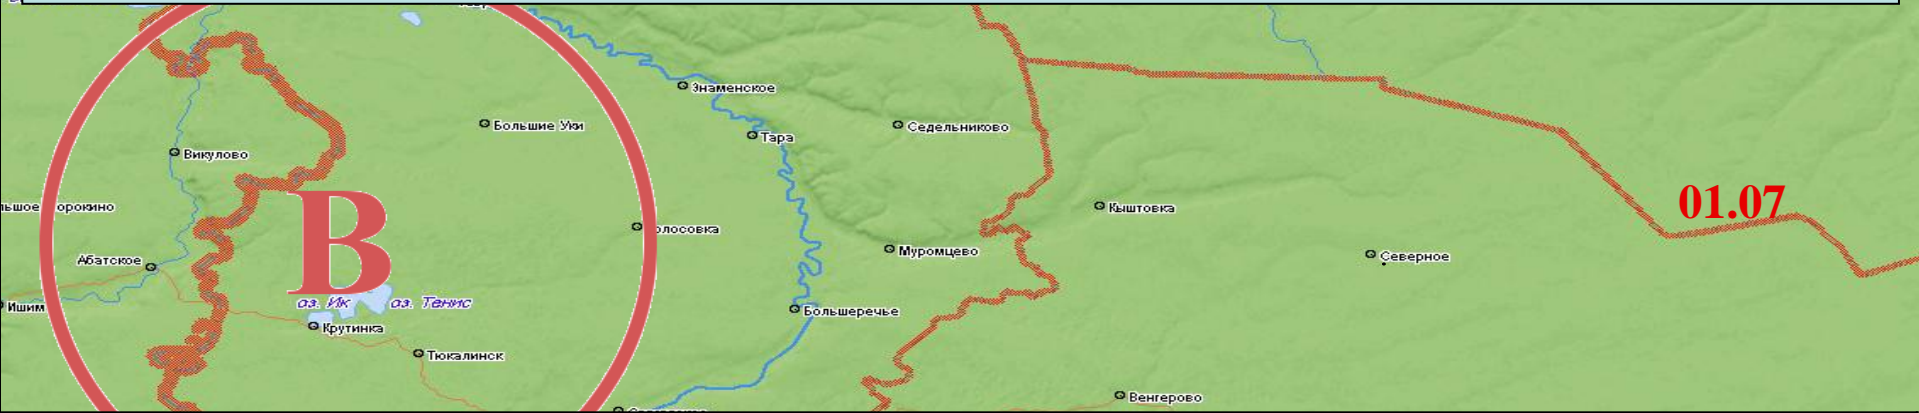 Знаменское
Большие Уки
Тара
Седельниково
Викулово
01.07
Кыштовка
Муромцево
Северное
Абатское
В
оз. Ик
оз. Тенис
Ишим
Большеречье
Крутинка
Тюкалинск
Венгерово